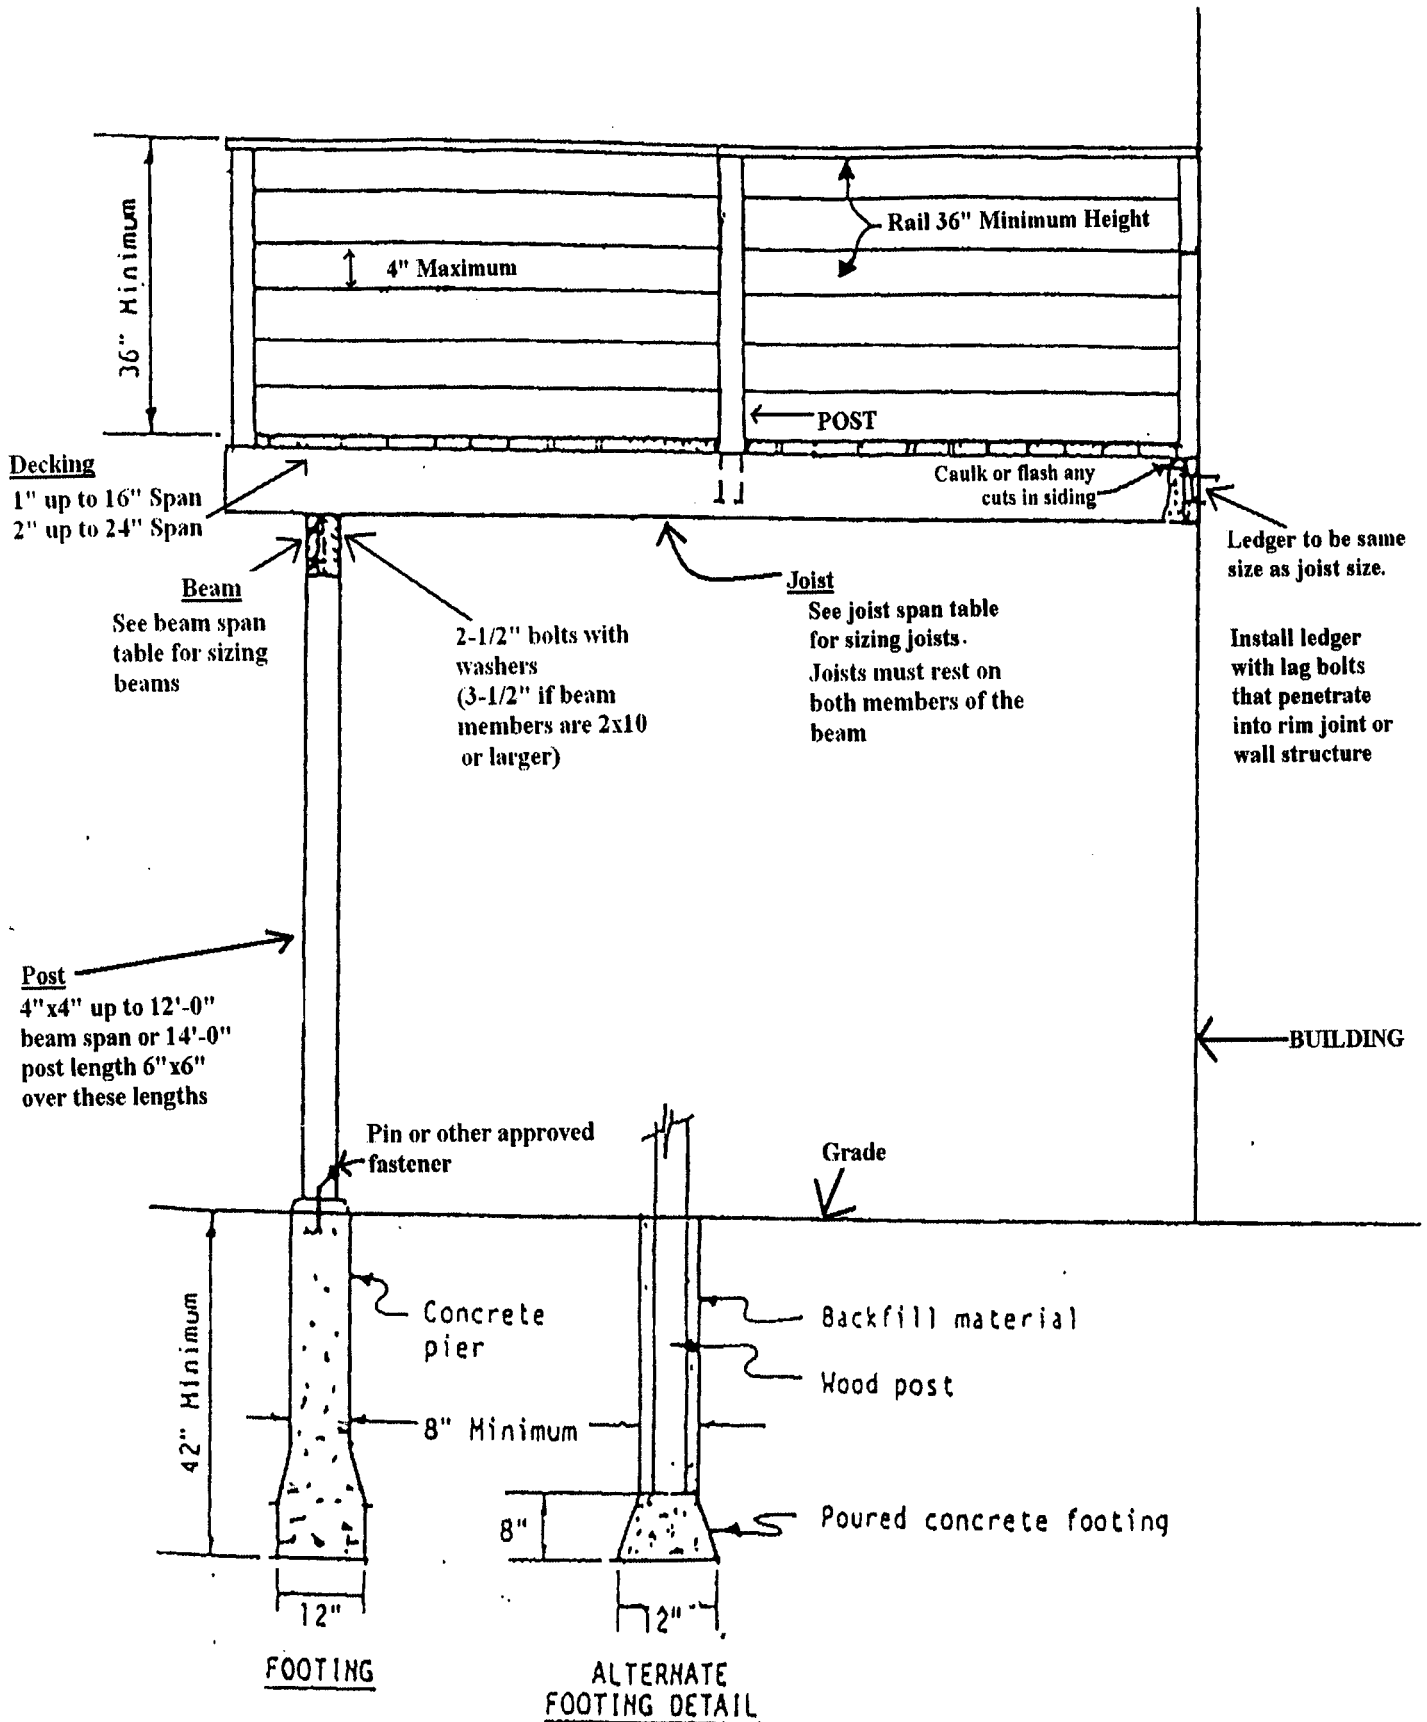 36" Minimum
Rail 36" Minimum Height
4" Maximum
POST
Decking
1" up to 16" Span
2" up to 24" Span
Caulk or flash any
cuts in siding
Ledger to be same
size as joist size.
Install ledger
with lag bolts
that penetrate
into rim joint or
wall structure
Beam
See beam span
table for sizing
beams
2-1/2" bolts with
washers
(3-1/2" if beam
members are 2x10
or larger)
Joist
See joist span table
for sizing joists.
Joists must rest on
both members of the
beam
Post
4"x4" up to 12'-0"
beam span or 14'-0"
post length 6"x6"
over these lengths
BUILDING
Pin or other approved
fastener
Grade
42" Minimum
Concrete
pier
Backfill material
Wood post
8" Minimum
8"
Poured concrete footing
12"
12"
FOOTING
ALTERNATE
FOOTING DETAIL